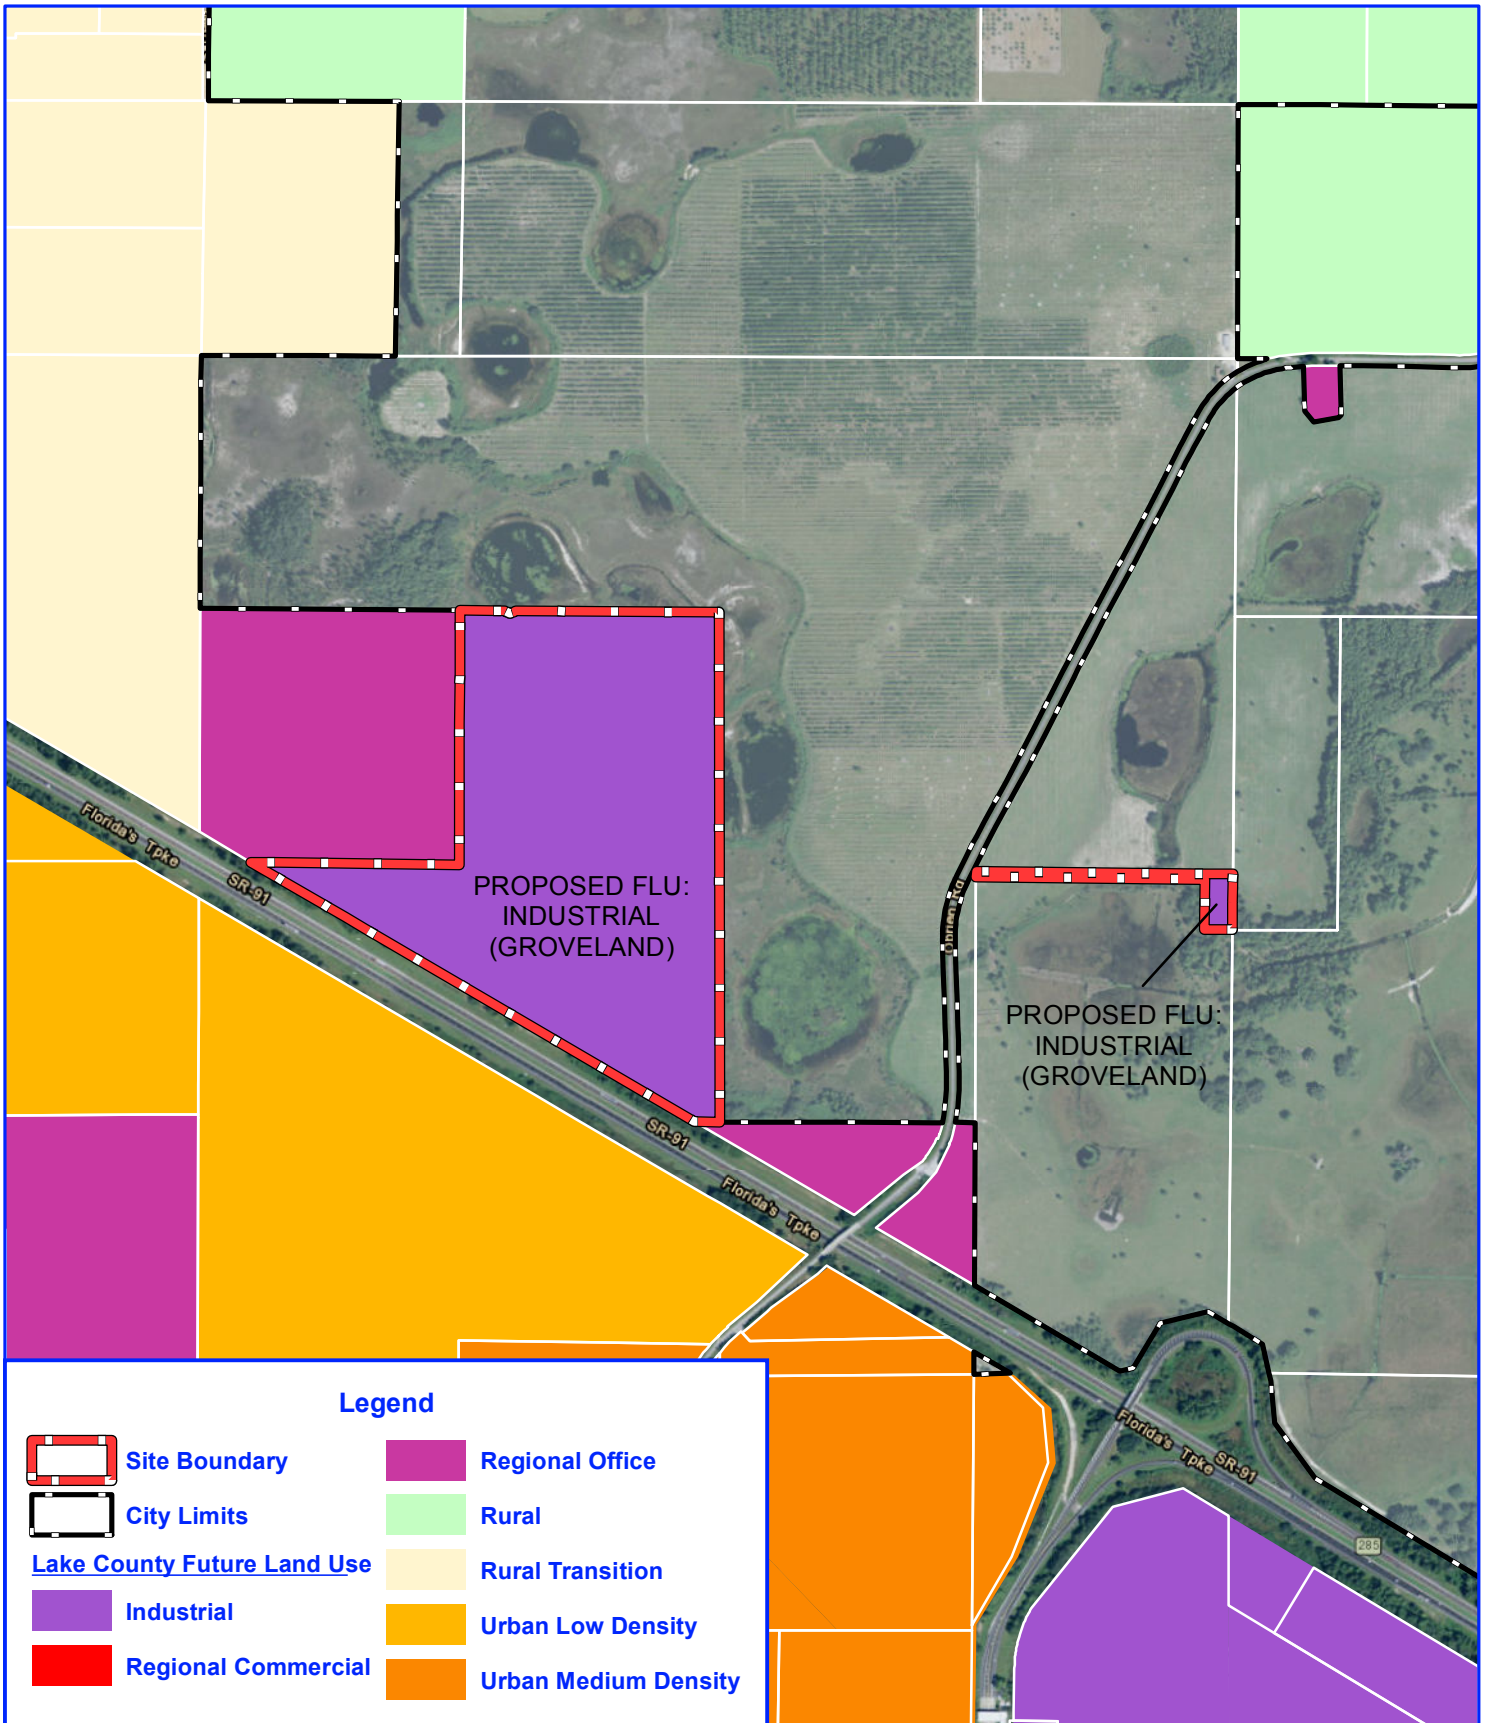 Florida's Tpke
SR-91
PROPOSED FLU:
INDUSTRIAL
(GROVELAND)
Obrien Rd
PROPOSED FLU:
INDUSTRIAL
(GROVELAND)
SR-91
Florida's Tpke
Florida's Tpke
SR-91
285
Legend
Site Boundary
City Limits
Lake County Future Land Use
Industrial
Regional Commercial
Regional Office
Rural
Rural Transition
Urban Low Density
Urban Medium Density